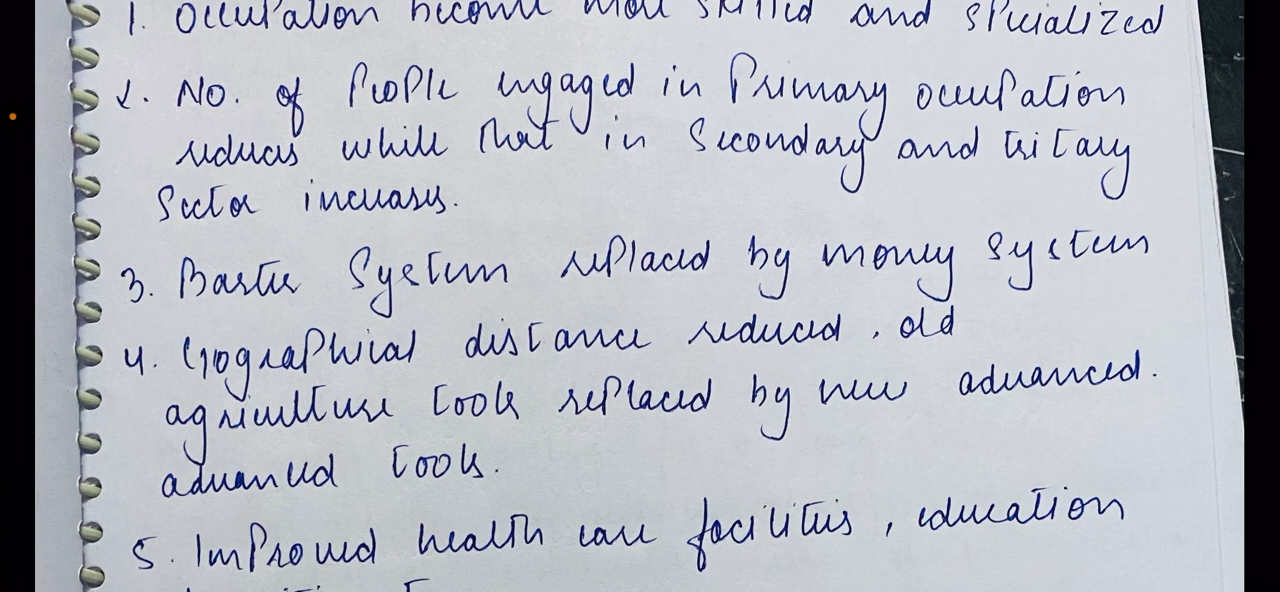 1. Occupation become more skilled and specialized
2. No. of People engaged in Primary occupation
reduces while that in Secondary and tritary
Sector increases.
3. Barter System replaced by money system
4. Geographical distance reduced, old
agriculture tools replaced by new advanced.
advanced tools.
5. Improved health care facilities, education